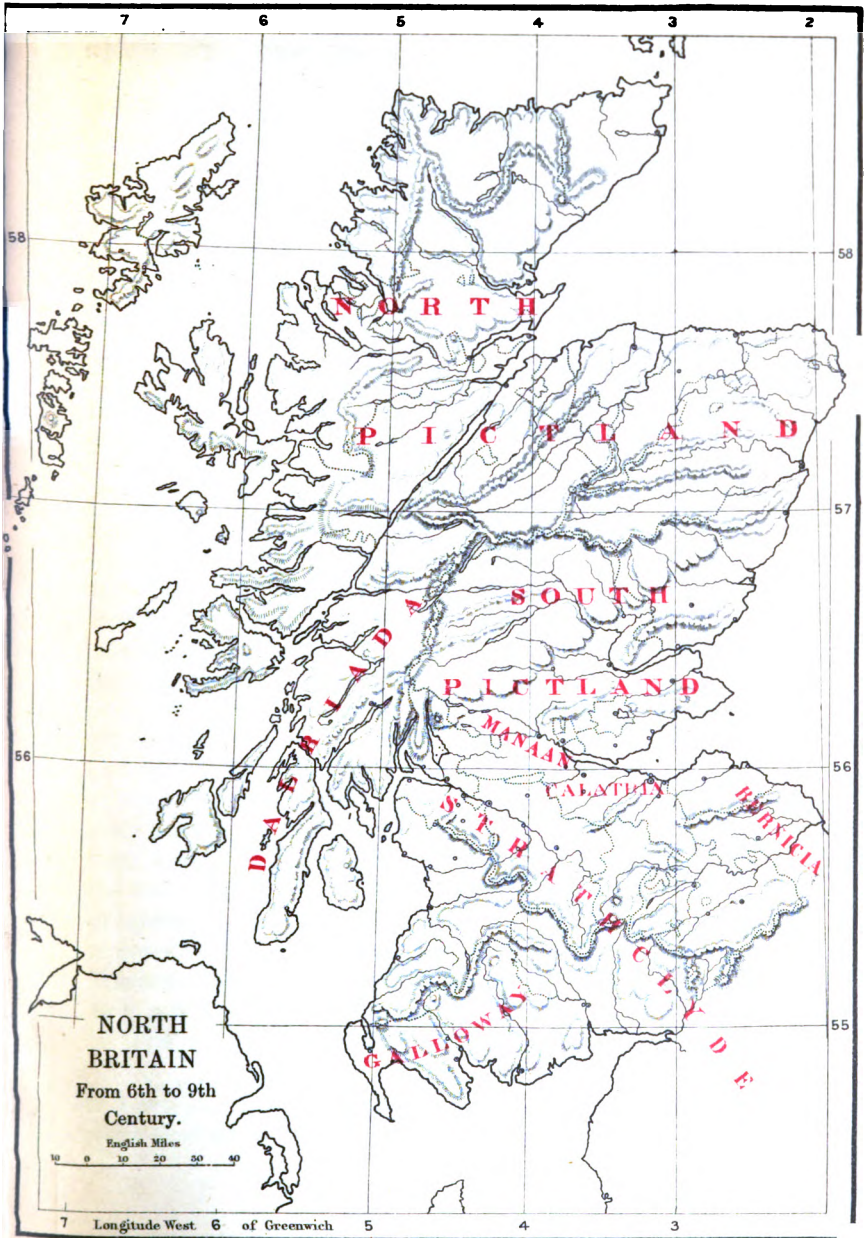 7 6 5 4 3 2
58 58
NORTH
PICTLAND
57 57
SOUTH
PICTLAND
DALRIADA
MANAAN
56 56
CALATRIA
BERNICIA
STRATHCLYDE
GALLOWAY
55
NORTH
BRITAIN
From 6th to 9th
Century.
English Miles
10 0 10 20 30 40
7 Longitude West 6 of Greenwich 5 4 3